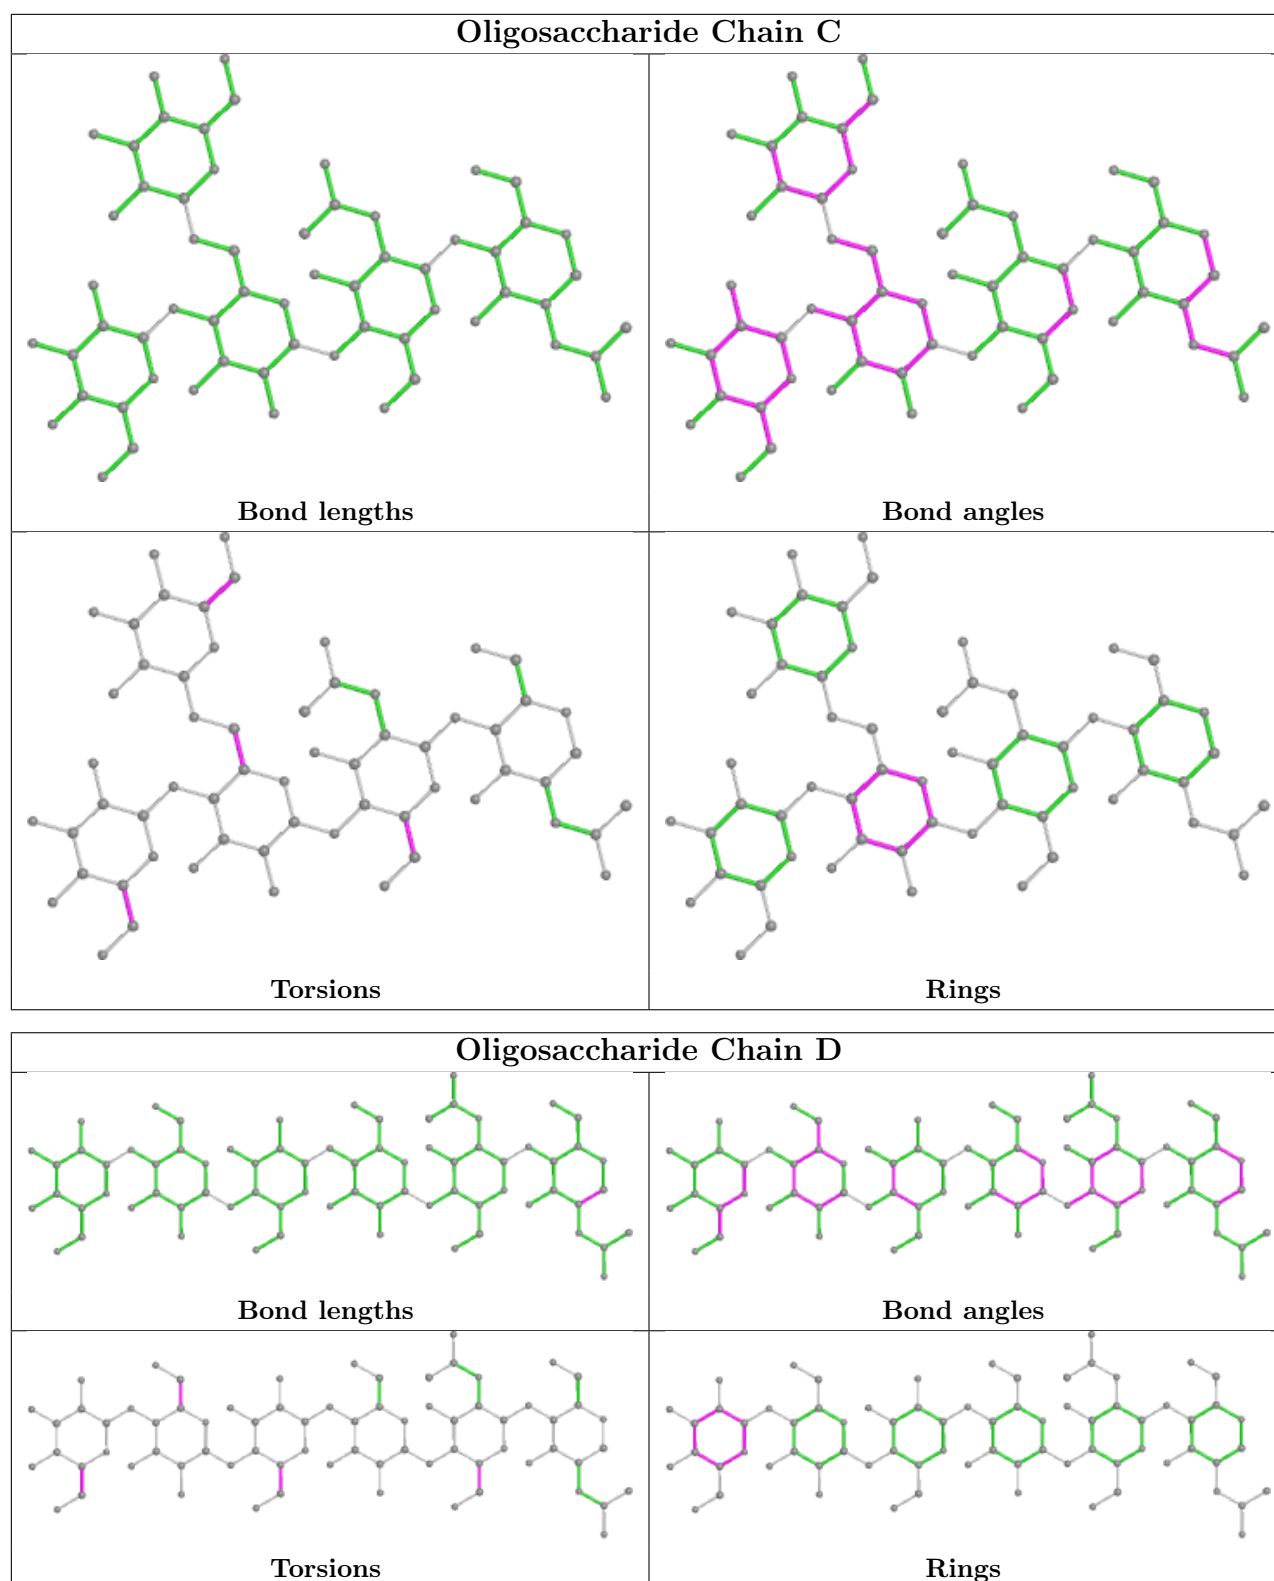 Oligosaccharide Chain C
Bond lengths
Bond angles
Torsions
Rings
Oligosaccharide Chain D
Bond lengths
Bond angles
Torsions
Rings